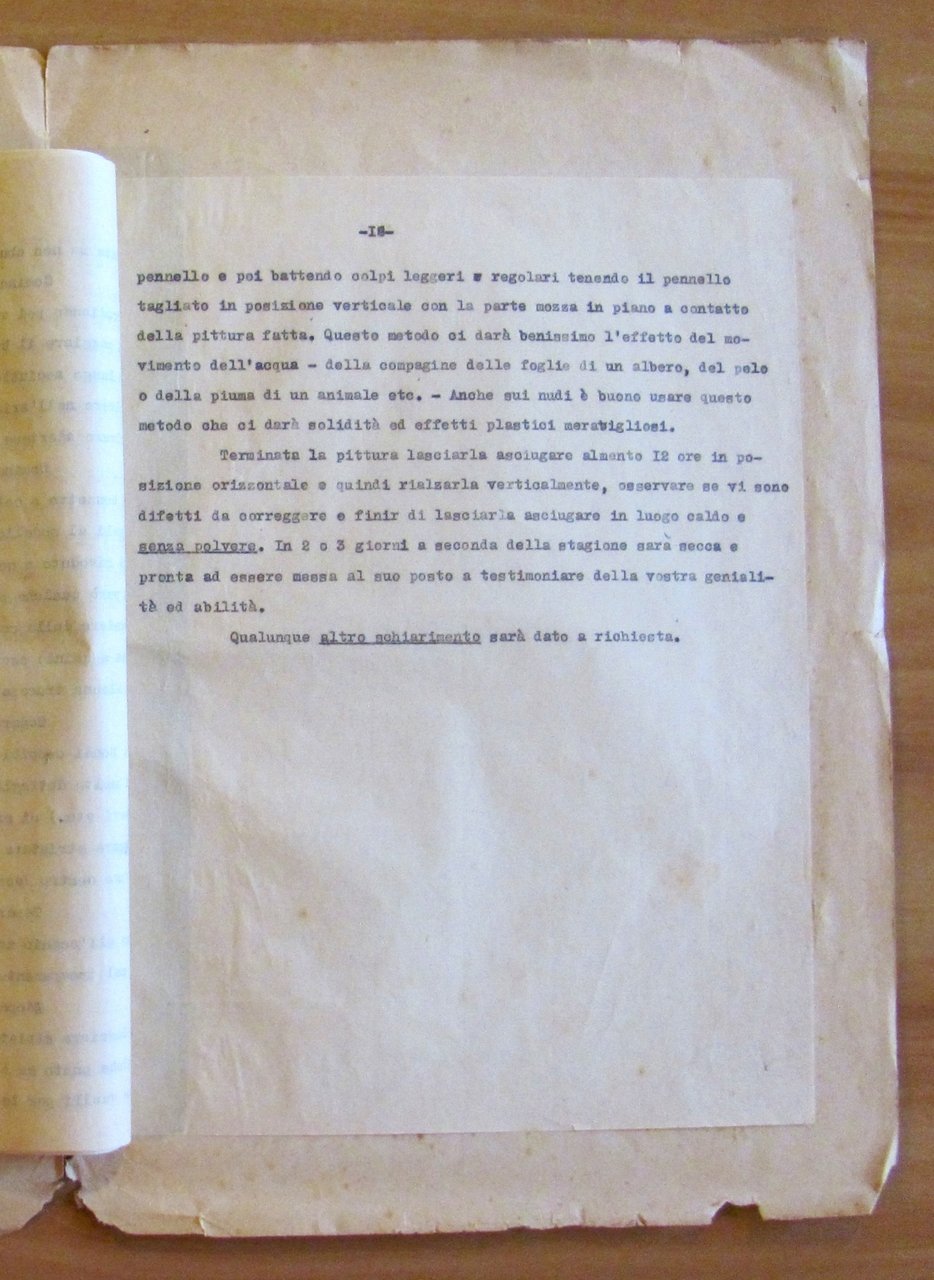 -18-
pennello e poi battendo colpi leggeri e regolari tenendo il pennello
tagliato in posizione verticale con la parte mozza in piano a contatto
della pittura fatta. Questo metodo ci darà benissimo l'effetto del mo-
vimento dell'acqua - della compagine delle foglie di un albero, del pelo
o della piuma di un animale etc. - Anche sui nudi è buono usare questo
metodo che ci darà solidità ed effetti plastici meravigliosi.
Terminata la pittura lasciarla asciugare almento I2 ore in po-
sizione orizzontale e quindi rialzarla verticalmente, osservare se vi sono
difetti da correggere e finir di lasciarla asciugare in luogo caldo e
senza polvere. In 2 o 3 giorni a seconda della stagione sarà secca e
pronta ad essere messa al suo posto a testimoniare della vostra geniali-
tà ed abilità.
Qualunque altro schiarimento sarà dato a richiesta.